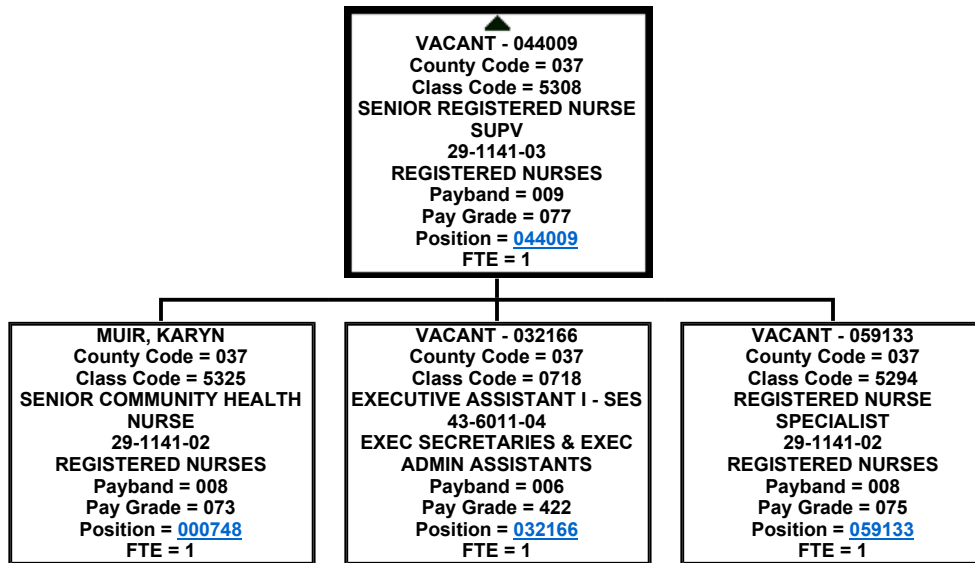 VACANT - 044009
County Code = 037
Class Code = 5308
SENIOR REGISTERED NURSE
SUPV
29-1141-03
REGISTERED NURSES
Payband = 009
Pay Grade = 077
Position = 044009
FTE = 1
MUIR, KARYN
County Code = 037
Class Code = 5325
SENIOR COMMUNITY HEALTH
NURSE
29-1141-02
REGISTERED NURSES
Payband = 008
Pay Grade = 073
Position = 000748
FTE = 1
VACANT - 032166
County Code = 037
Class Code = 0718
EXECUTIVE ASSISTANT I - SES
43-6011-04
EXEC SECRETARIES & EXEC
ADMIN ASSISTANTS
Payband = 006
Pay Grade = 422
Position = 032166
FTE = 1
VACANT - 059133
County Code = 037
Class Code = 5294
REGISTERED NURSE
SPECIALIST
29-1141-02
REGISTERED NURSES
Payband = 008
Pay Grade = 075
Position = 059133
FTE = 1